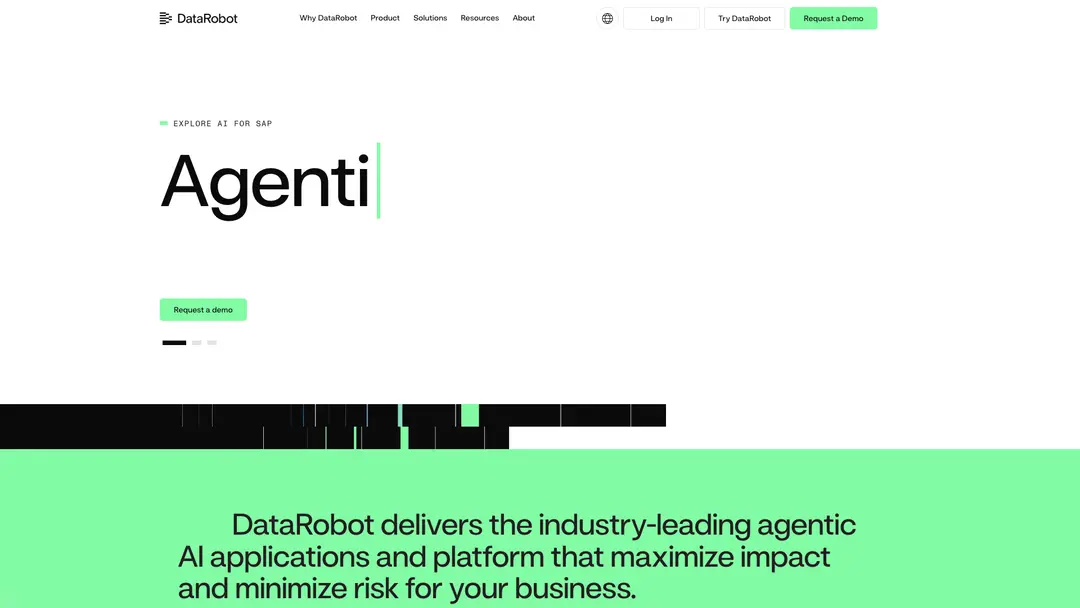 DataRobot
Why DataRobot Product Solutions Resources About
Log In
Try DataRobot
Request a Demo
EXPLORE AI FOR SAP
Agenti
Request a demo
DataRobot delivers the industry-leading agentic
AI applications and platform that maximize impact
and minimize risk for your business.